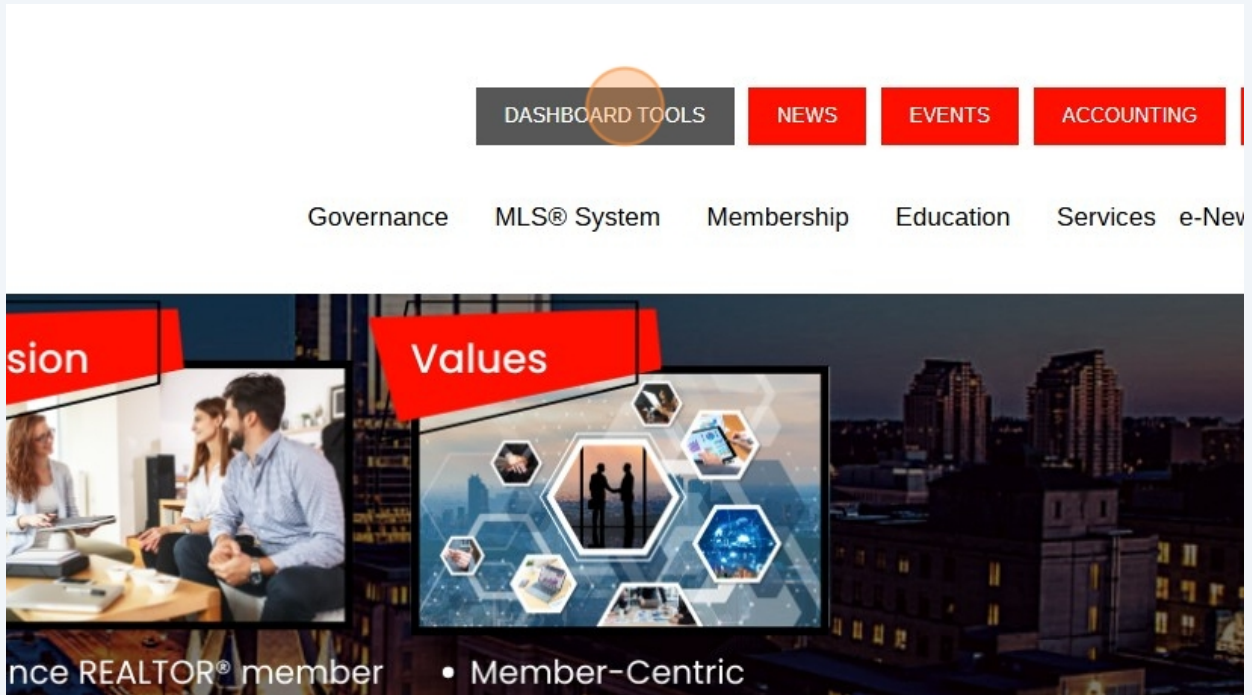 DASHBOARD TOOLS NEWS EVENTS ACCOUNTING
Governance MLS® System Membership Education Services
sion Values
nce REALTOR® member • Member-Centric